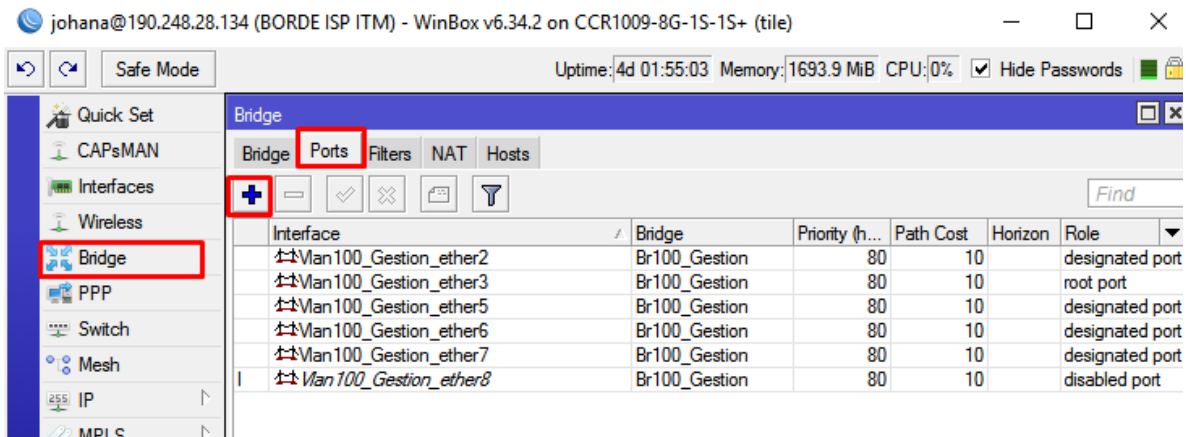 johana@190.248.28.134 (BORDE ISP ITM) - WinBox v6.34.2 on CCR1009-8G-1S-1S+ (tile)
Safe Mode Uptime: 4d 01:55:03 Memory: 1693.9 MiB CPU: 0% Hide Passwords
Quick Set
CAPsMAN
Interfaces
Wireless
Bridge
PPP
Switch
Mesh
255 IP
MPLS
Bridge
Bridge Ports Filters NAT Hosts
Find
Interface Bridge Priority (h... Path Cost Horizon Role
Vlan100_Gestion_ether2 Br100_Gestion 80 10 designated port
Vlan100_Gestion_ether3 Br100_Gestion 80 10 root port
Vlan100_Gestion_ether5 Br100_Gestion 80 10 designated port
Vlan100_Gestion_ether6 Br100_Gestion 80 10 designated port
Vlan100_Gestion_ether7 Br100_Gestion 80 10 designated port
I Vlan100_Gestion_ether8 Br100_Gestion 80 10 disabled port